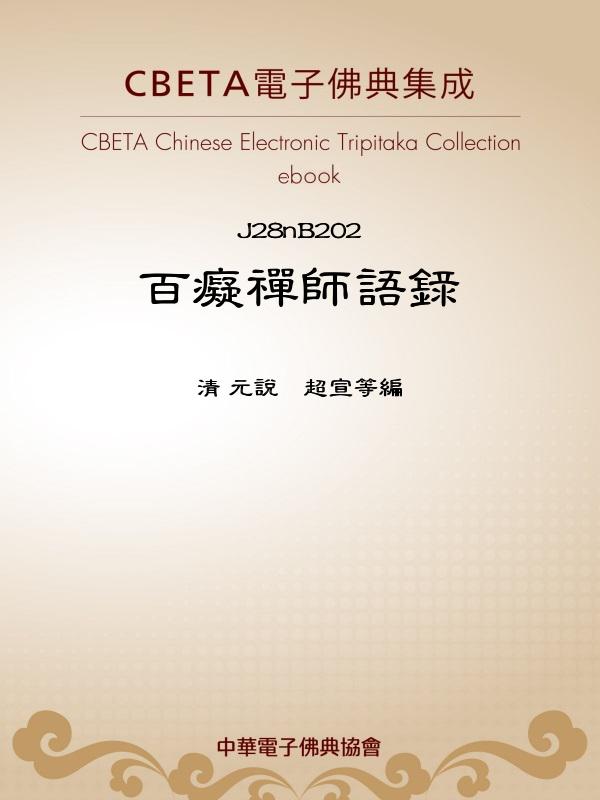 CBETA電子佛典集成
CBETA Chinese Electronic Tripitaka Collection
ebook
J28nB202
百癡禪師語錄
清 元說　超宣等編
中華電子佛典協會